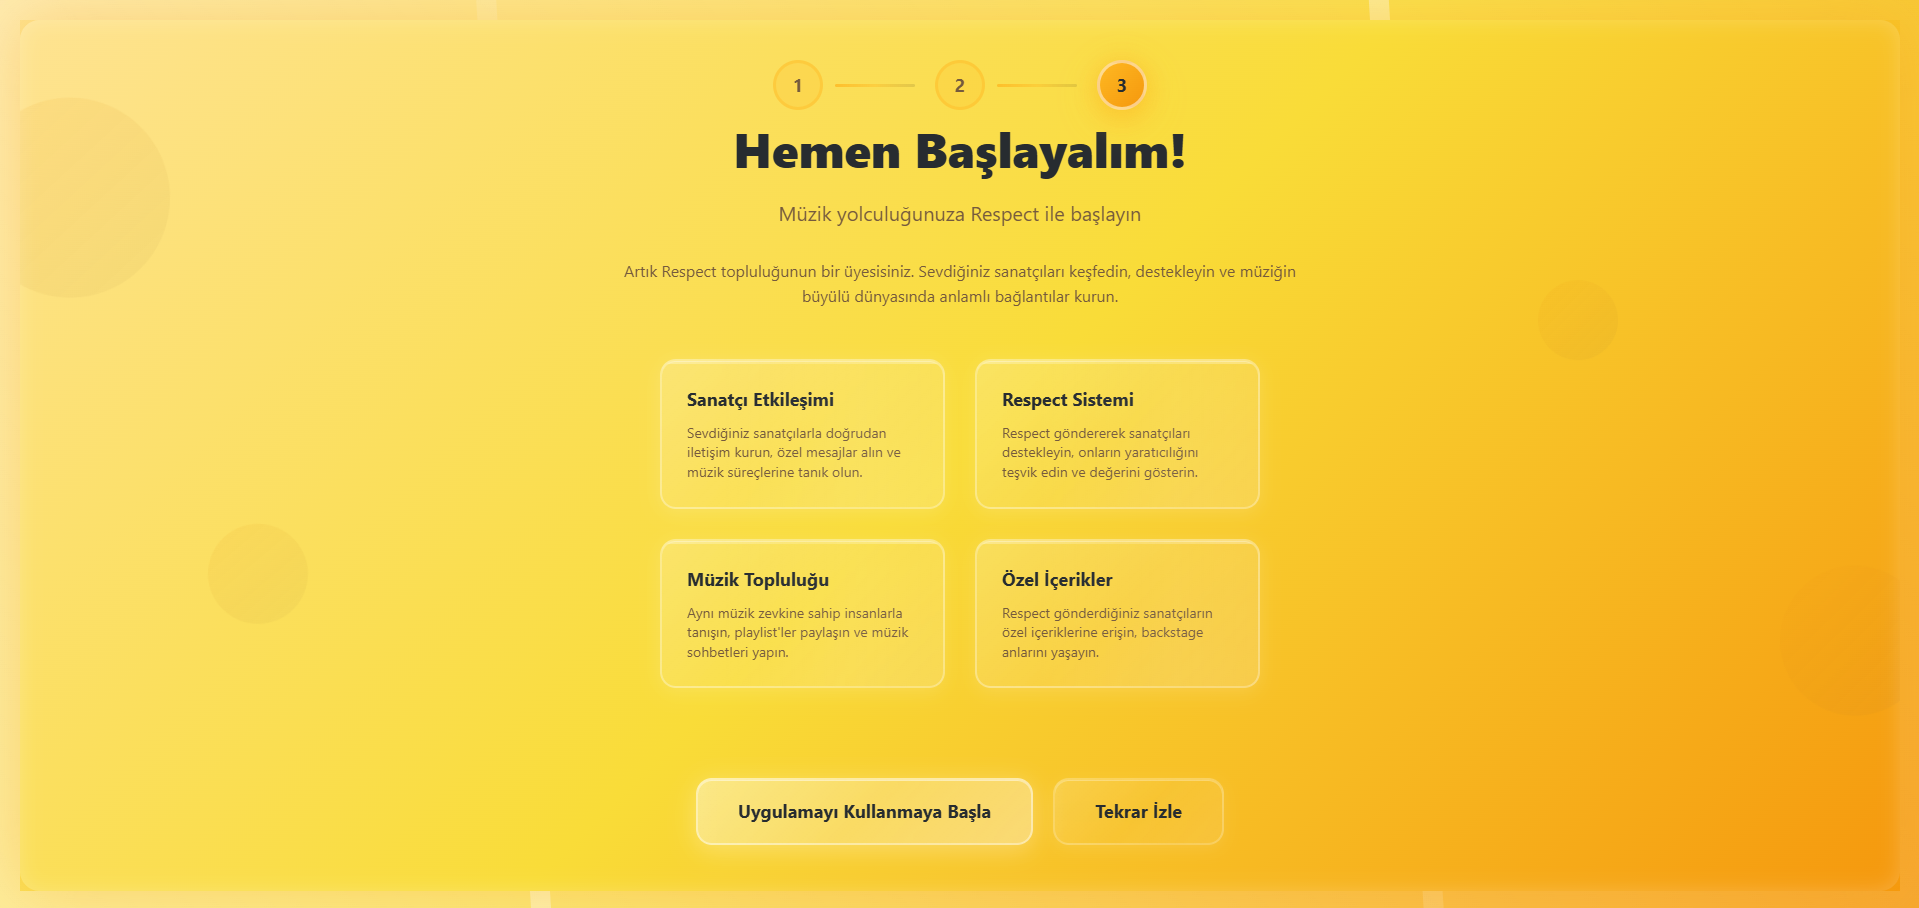 1
2
3
Hemen Başlayalım!
Müzik yolculuğunuza Respect ile başlayın
Artık Respect topluluğunun bir üyesisiniz. Sevdiğiniz sanatçıları keşfedin, destekleyin ve müziğin
büyülü dünyasında anlamlı bağlantılar kurun.
Sanatçı Etkileşimi
Sevdiğiniz sanatçılarla doğrudan
iletişim kurun, özel mesajlar alın ve
müzik süreçlerine tanık olun.
Respect Sistemi
Respect göndererek sanatçıları
destekleyin, onların yaratıcılığını
teşvik edin ve değerini gösterin.
Müzik Topluluğu
Aynı müzik zevkine sahip insanlarla
tanışın, playlist'ler paylaşın ve müzik
sohbetleri yapın.
Özel İçerikler
Respect gönderdiğiniz sanatçıların
özel içeriklerine erişin, backstage
anlarını yaşayın.
Uygulamayı Kullanmaya Başla
Tekrar İzle